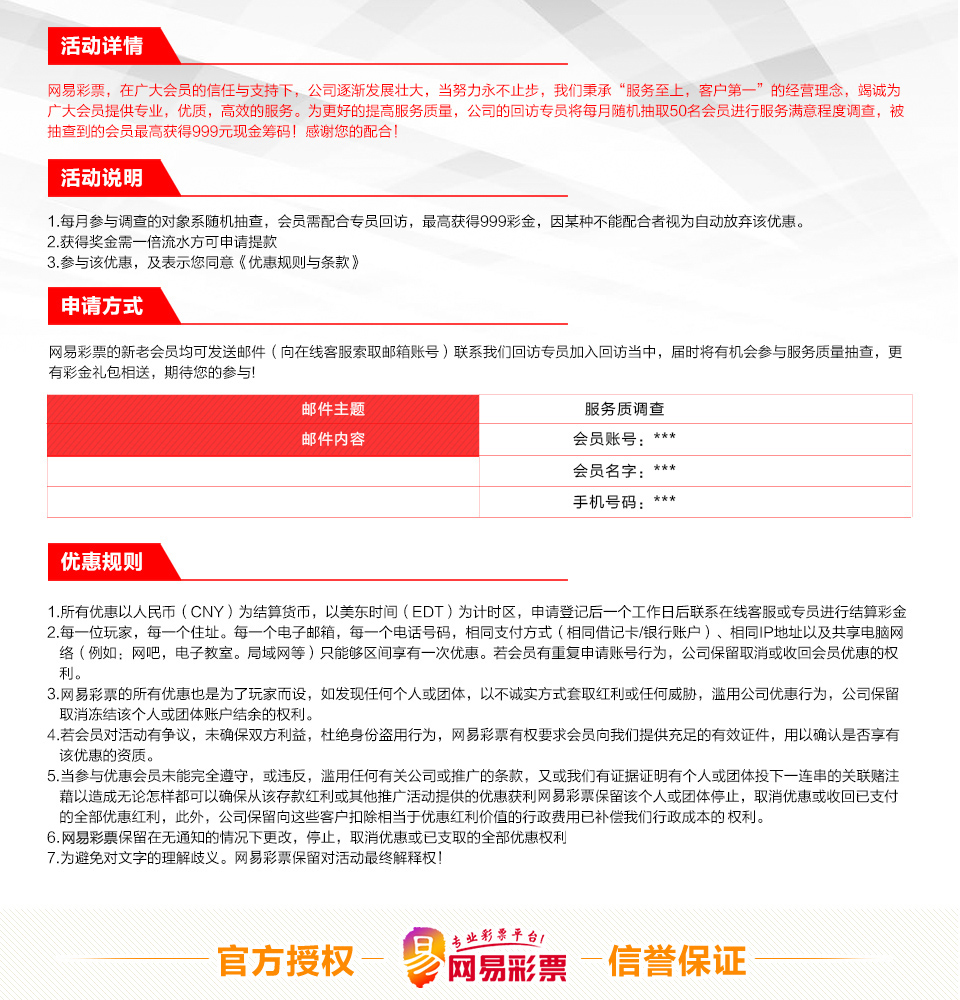 活动详情
网易彩票，在广大会员的信任与支持下，公司逐渐发展壮大，当努力永不止步，我们秉承“服务至上，客户第一”的经营理念，竭诚为
广大会员提供专业，优质，高效的服务。为更好的提高服务质量，公司的回访专员将每月随机抽取50名会员进行服务满意程度调查，被
抽查到的会员最高获得999元现金筹码！感谢您的配合！
活动说明
1.每月参与调查的对象系随机抽查，会员需配合专员回访，最高获得999彩金，因某种不能配合者视为自动放弃该优惠。
2.获得奖金需一倍流水方可申请提款
3.参与该优惠，及表示您同意《优惠规则与条款》
申请方式
网易彩票的新老会员均可发送邮件（向在线客服索取邮箱账号）联系我们回访专员加入回访当中，届时将有机会参与服务质量抽查，更
有彩金礼包相送，期待您的参与!
邮件主题 服务质调查
邮件内容 会员账号：***
会员名字：***
手机号码：***
优惠规则
1.所有优惠以人民币（CNY）为结算货币，以美东时间（EDT）为计时区，申请登记后一个工作日后联系在线客服或专员进行结算彩金
2.每一位玩家，每一个住址。每一个电子邮箱，每一个电话号码，相同支付方式（相同借记卡/银行账户）、相同IP地址以及共享电脑网
络（例如：网吧，电子教室。局域网等）只能够区间享有一次优惠。若会员有重复申请账号行为，公司保留取消或收回会员优惠的权
利。
3.网易彩票的所有优惠也是为了玩家而设，如发现任何个人或团体，以不诚实方式套取红利或任何威胁，滥用公司优惠行为，公司保留
取消冻结该个人或团体账户结余的权利。
4.若会员对活动有争议，未确保双方利益，杜绝身份盗用行为，网易彩票有权要求会员向我们提供充足的有效证件，用以确认是否享有
该优惠的资质。
5.当参与优惠会员未能完全遵守，或违反，滥用任何有关公司或推广的条款，又或我们有证据证明有个人或团体投下一连串的关联赌注
藉以造成无论怎样都可以确保从该存款红利或其他推广活动提供的优惠获利网易彩票保留该个人或团体停止，取消优惠或收回已支付
的全部优惠红利，此外，公司保留向这些客户扣除相当于优惠红利价值的行政费用已补偿我们行政成本的 权利。
6.网易彩票保留在无通知的情况下更改，停止，取消优惠或已支取的全部优惠权利
7.为避免对文字的理解歧义。网易彩票保留对活动最终解释权！
官方授权 专业彩票平台! 网易彩票 信誉保证